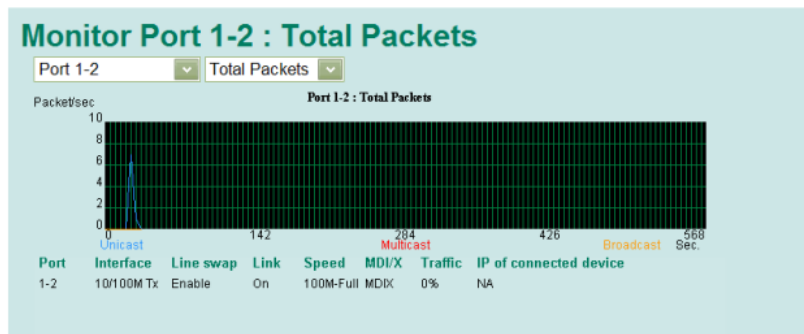 Monitor Port 1-2 : Total Packets
Port 1-2 Total Packets
Packet/sec Port 1-2 : Total Packets
10
8
6
4
2
0
0 142 284 426 568
Unicast Multicast Broadcast Sec.
Port Interface Line swap Link Speed MDI/X Traffic IP of connected device
1-2 10/100M Tx Enable On 100M-Full MDIX 0% NA